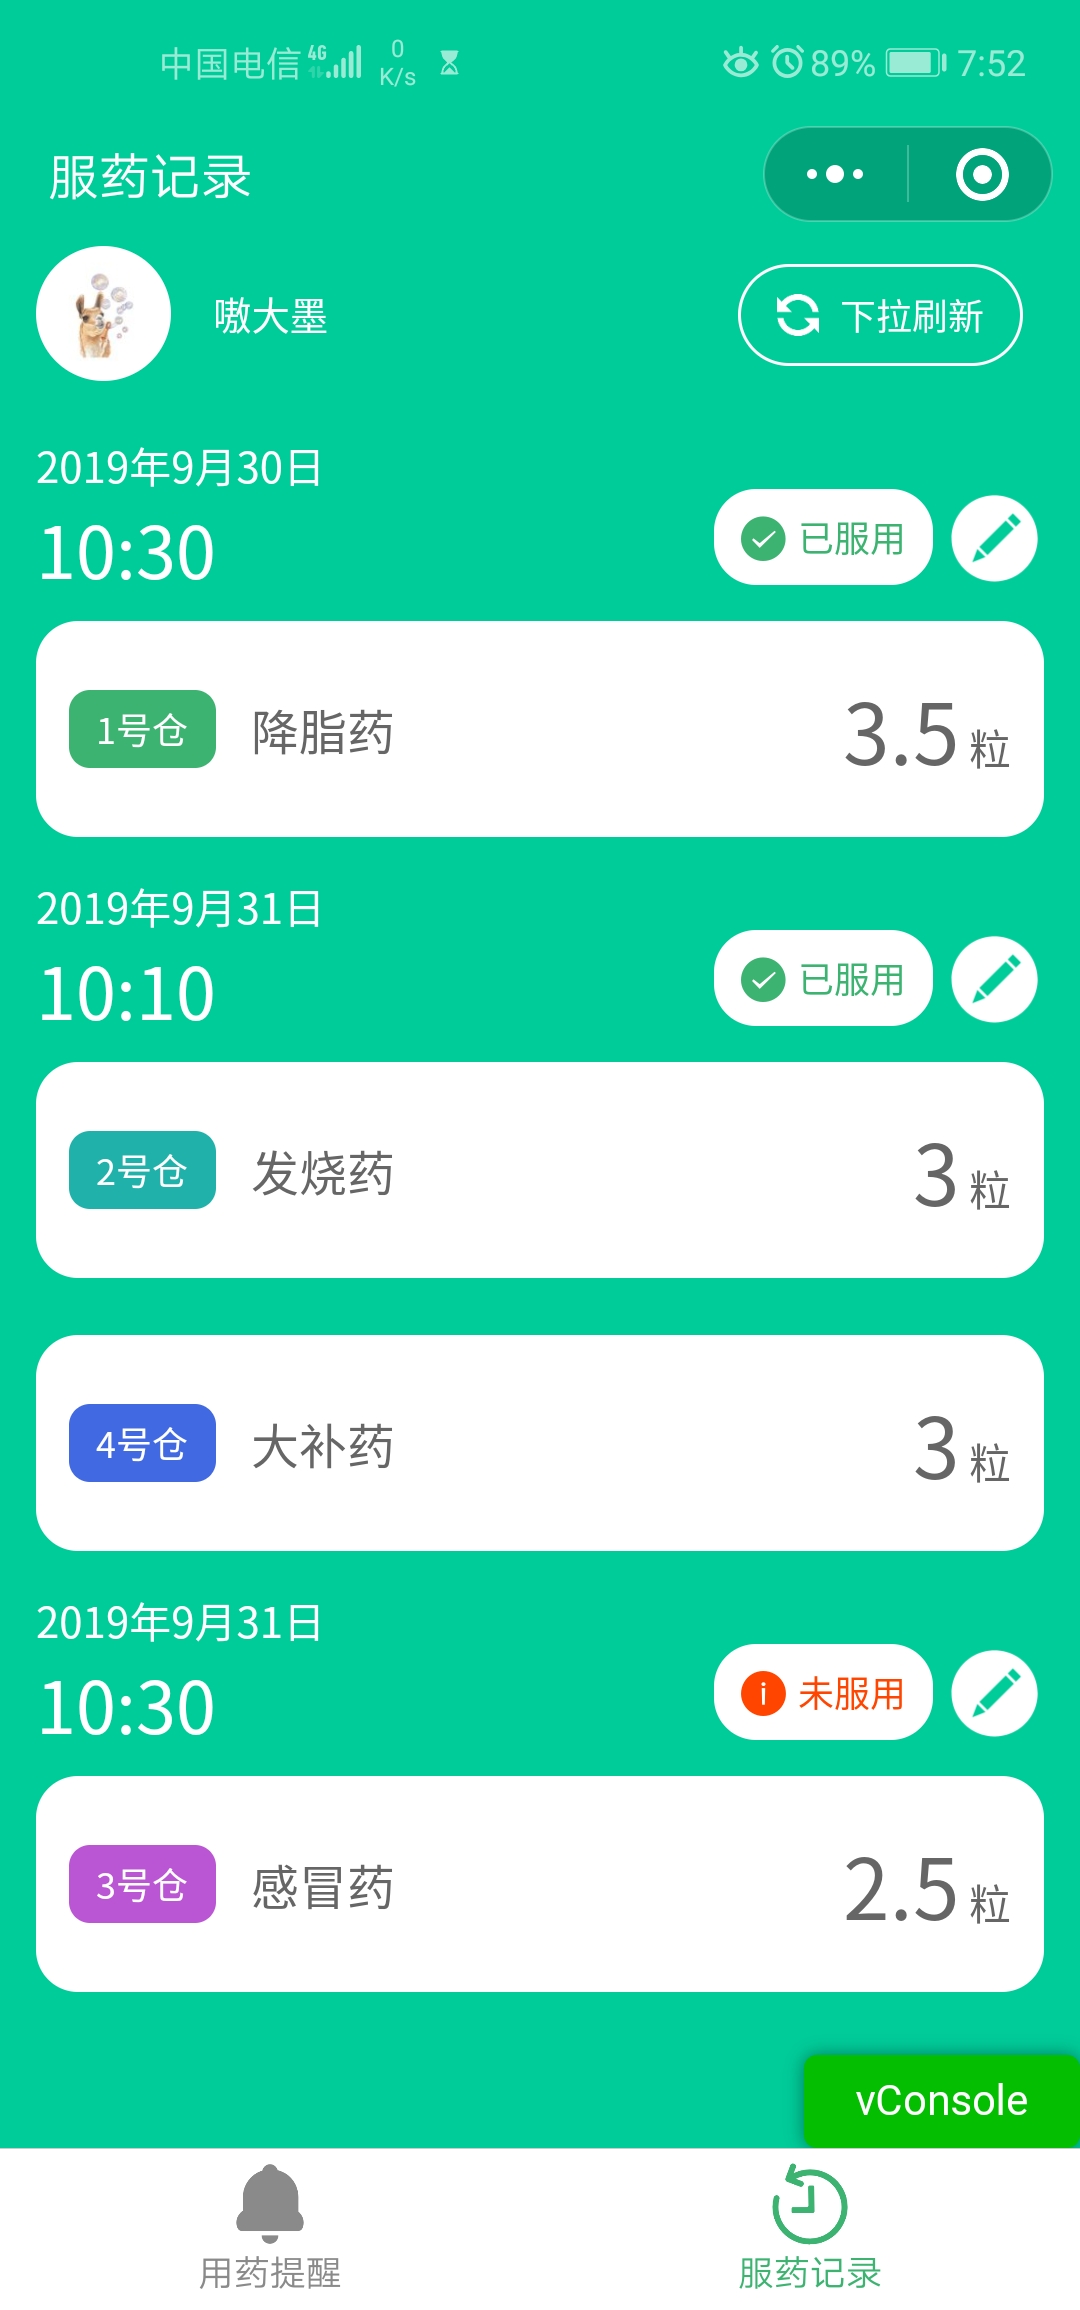 中国电信 4G 0 K/s 89% 7:52
服药记录
嗷大墨 下拉刷新
2019年9月30日
10:30 已服用
1号仓 降脂药 3.5 粒
2019年9月31日
10:10 已服用
2号仓 发烧药 3 粒
4号仓 大补药 3 粒
2019年9月31日
10:30 未服用
3号仓 感冒药 2.5 粒
vConsole
用药提醒 服药记录